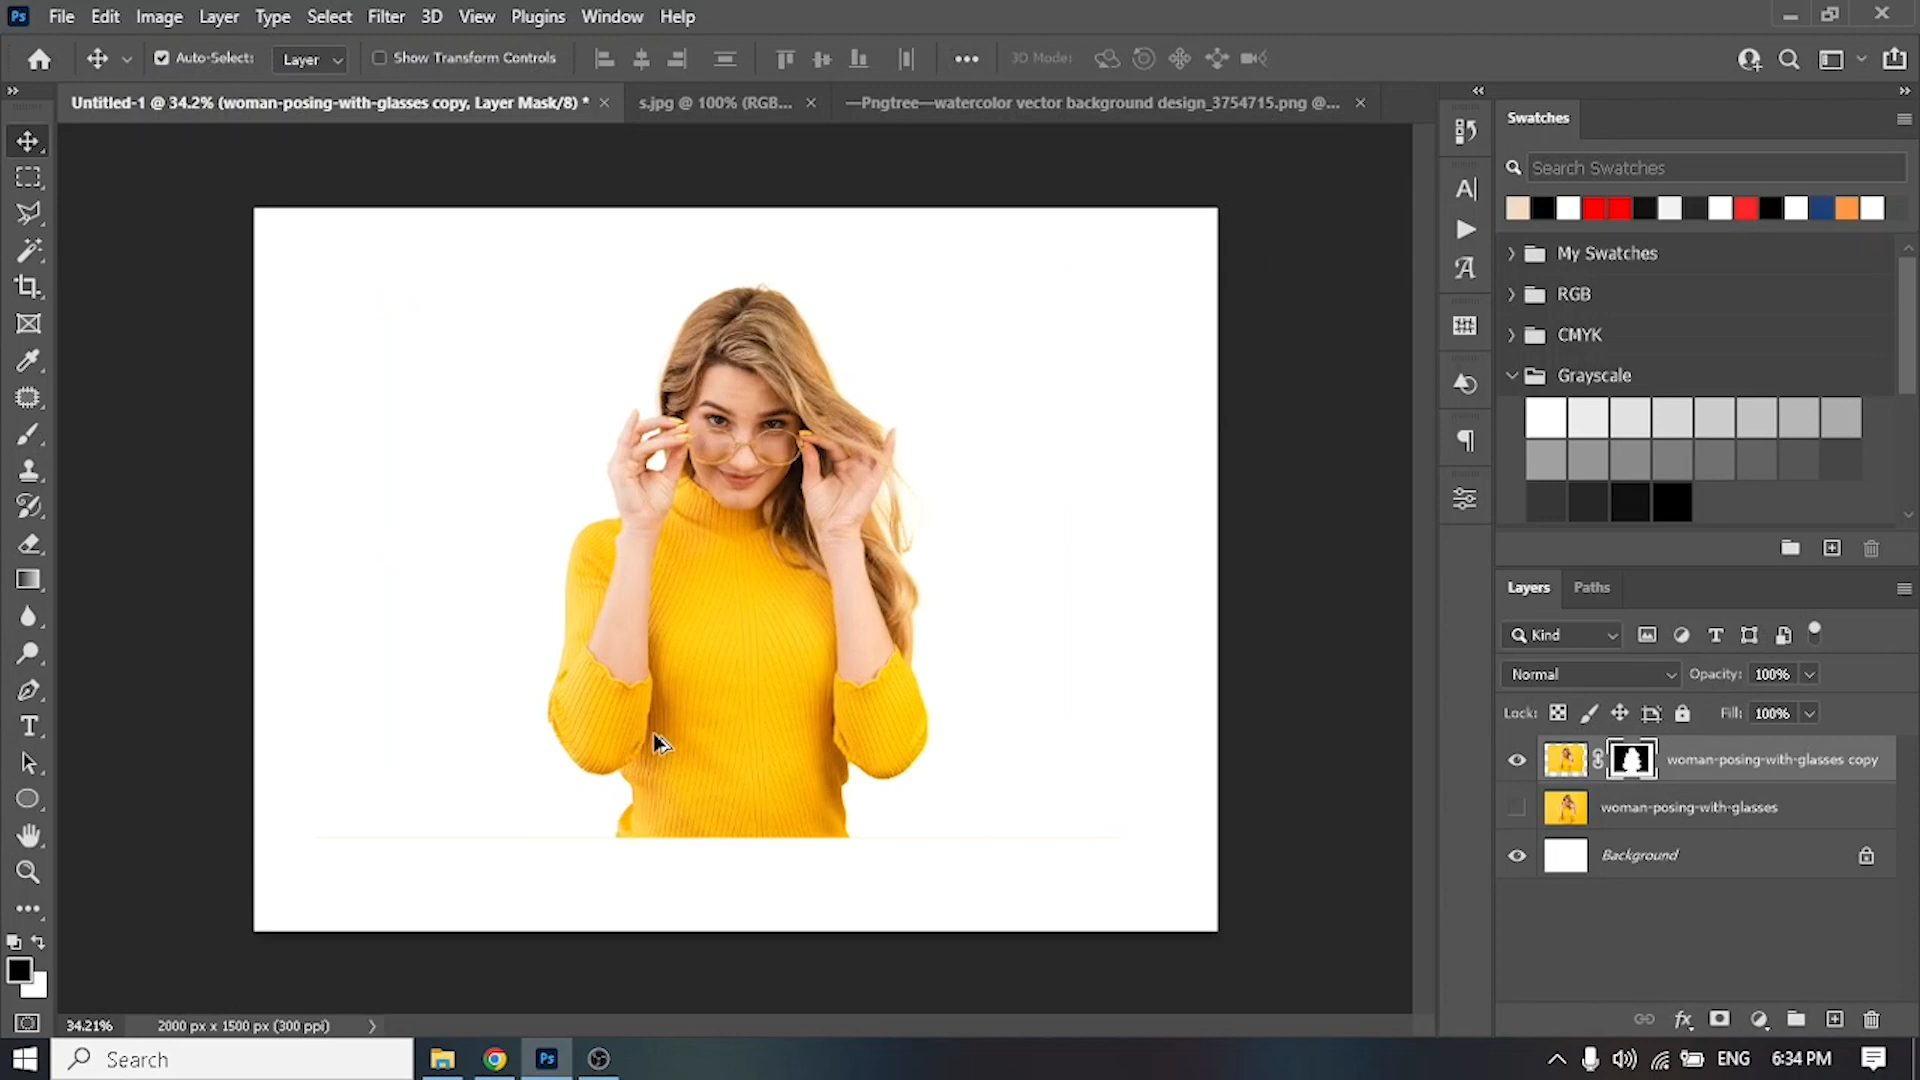 Ps File Edit Image Layer Type Select Filter 3D View Plugins Window Help
Auto-Select: Layer Show Transform Controls 3D Mode:
Untitled-1 @ 34.2% (woman-posing-with-glasses copy, Layer Mask/8) * s.jpg @ 100% (RGB... —Pngtree—watercolor vector background design_3754715.png @...
Swatches
Search Swatches
My Swatches
RGB
CMYK
Grayscale
Layers Paths
Kind
Normal Opacity: 100%
Lock: Fill: 100%
woman-posing-with-glasses copy
woman-posing-with-glasses
Background
34.21% 2000 px x 1500 px (300 ppi)
Search Ps ENG 6:34 PM